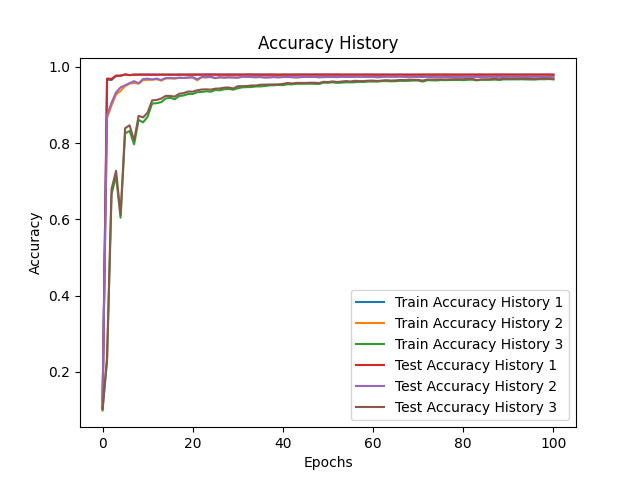 Accuracy History
1.0
0.8
0.6
0.4
0.2
Accuracy
Train Accuracy History 1
Train Accuracy History 2
Train Accuracy History 3
Test Accuracy History 1
Test Accuracy History 2
Test Accuracy History 3
0 20 40 60 80 100
Epochs